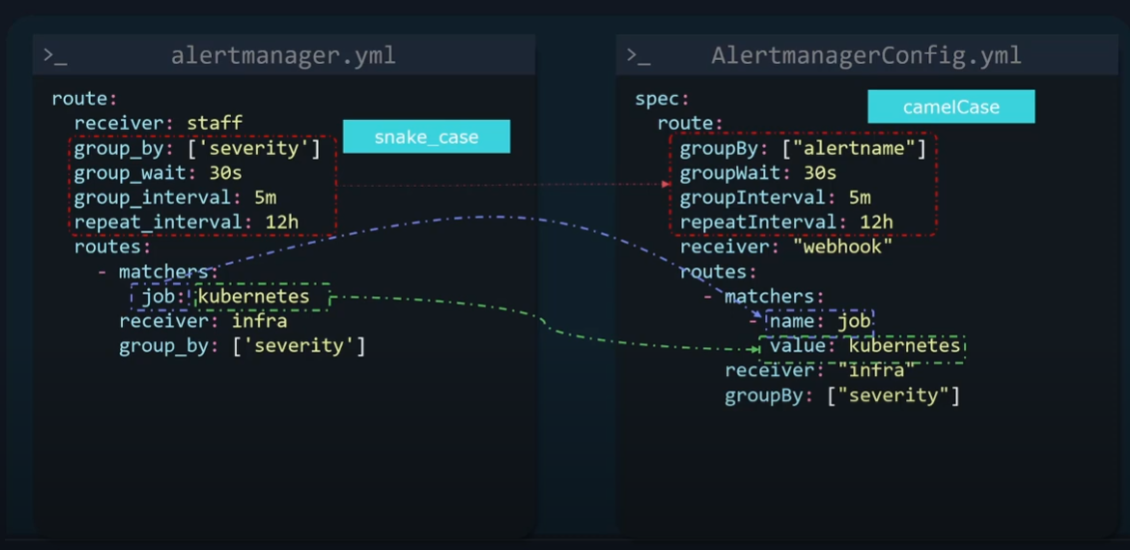 >_ alertmanager.yml
route:
receiver: staff
group_by: ['severity']
snake_case
group_wait: 30s
group_interval: 5m
repeat_interval: 12h
routes:
- matchers:
job: kubernetes
receiver: infra
group_by: ['severity']
>_ AlertmanagerConfig.yml
spec:
camelCase
route:
groupBy: ["alertname"]
groupWait: 30s
groupInterval: 5m
repeatInterval: 12h
receiver: "webhook"
routes:
- matchers:
- name: job
value: kubernetes
receiver: "infra"
groupBy: ["severity"]